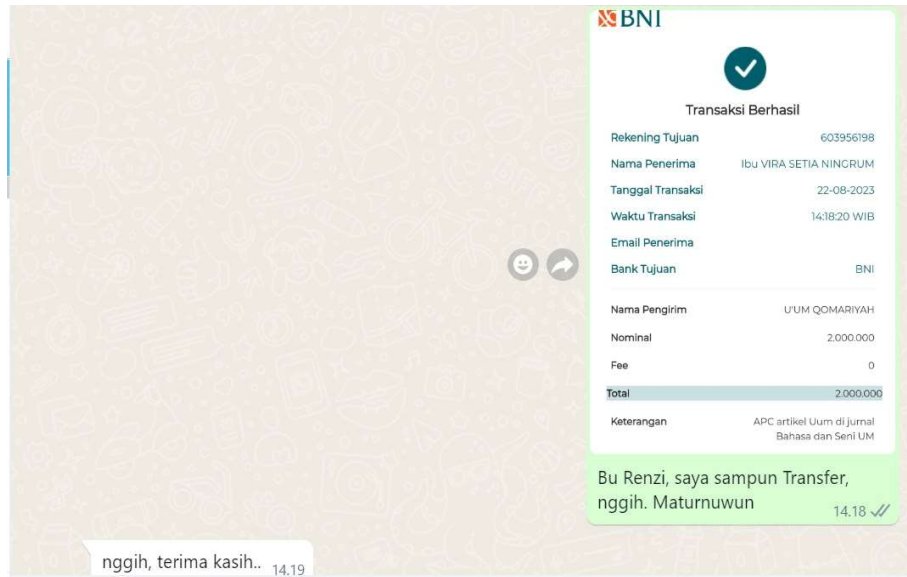 BNI
Transaksi Berhasil
Rekening Tujuan 603956198
Nama Penerima Ibu VIRA SETIA NINGRUM
Tanggal Transaksi 22-08-2023
Waktu Transaksi 14:18:20 WIB
Email Penerima
Bank Tujuan BNI
Nama Pengirim U'UM QOMARIYAH
Nominal 2.000.000
Fee 0
Total 2.000.000
Keterangan APC artikel Uum di jurnal
Bahasa dan Seni UM
Bu Renzi, saya sampun Transfer,
nggih. Maturnuwun 14.18
nggih, terima kasih.. 14.19